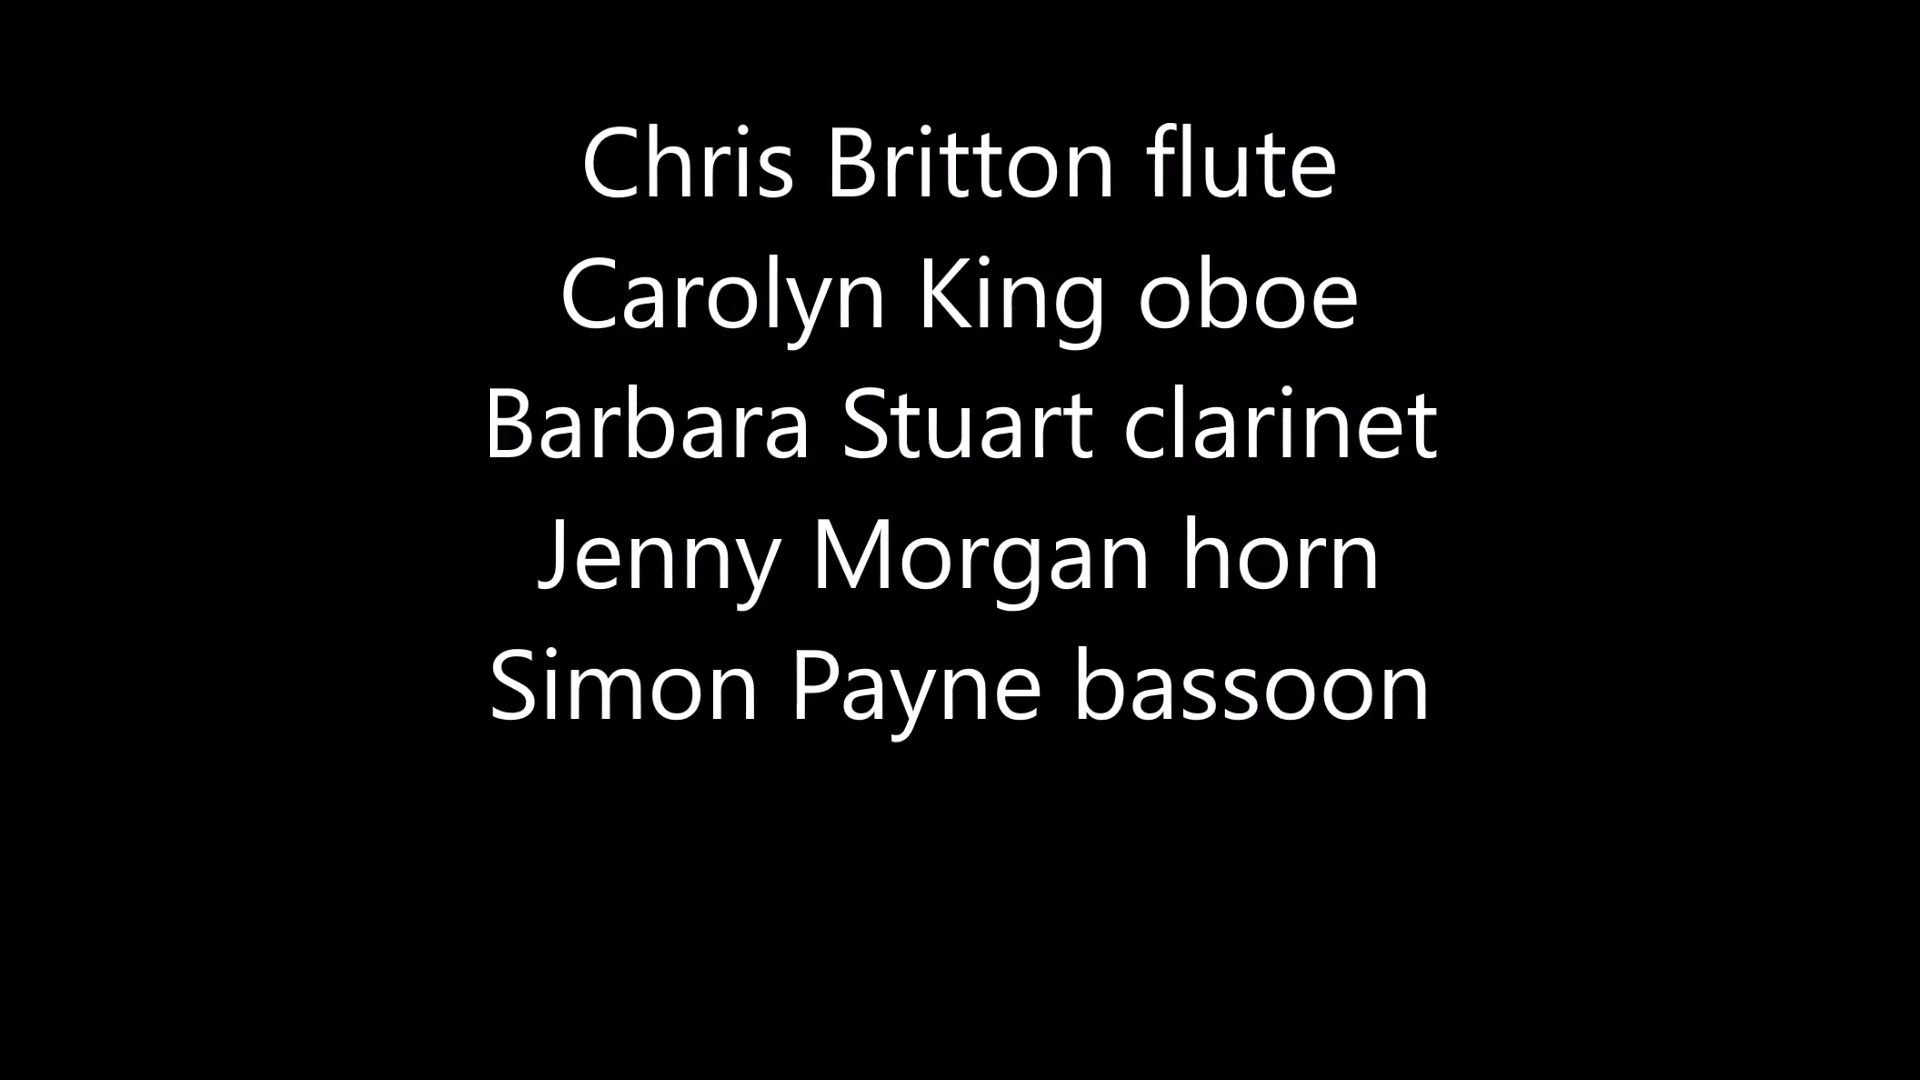 Chris Britton flute
Carolyn King oboe
Barbara Stuart clarinet
Jenny Morgan horn
Simon Payne bassoon